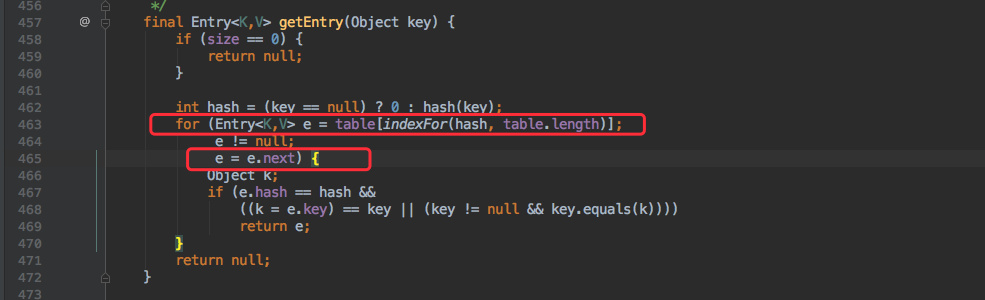 456 */
457 @ final Entry<K,V> getEntry(Object key) {
458 if (size == 0) {
459 return null;
460 }
461
462 int hash = (key == null) ? 0 : hash(key);
463 for (Entry<K,V> e = table[indexFor(hash, table.length)];
464 e != null;
465 e = e.next) {
466 Object k;
467 if (e.hash == hash &&
468 ((k = e.key) == key || (key != null && key.equals(k))))
469 return e;
470 }
471 return null;
472 }
473